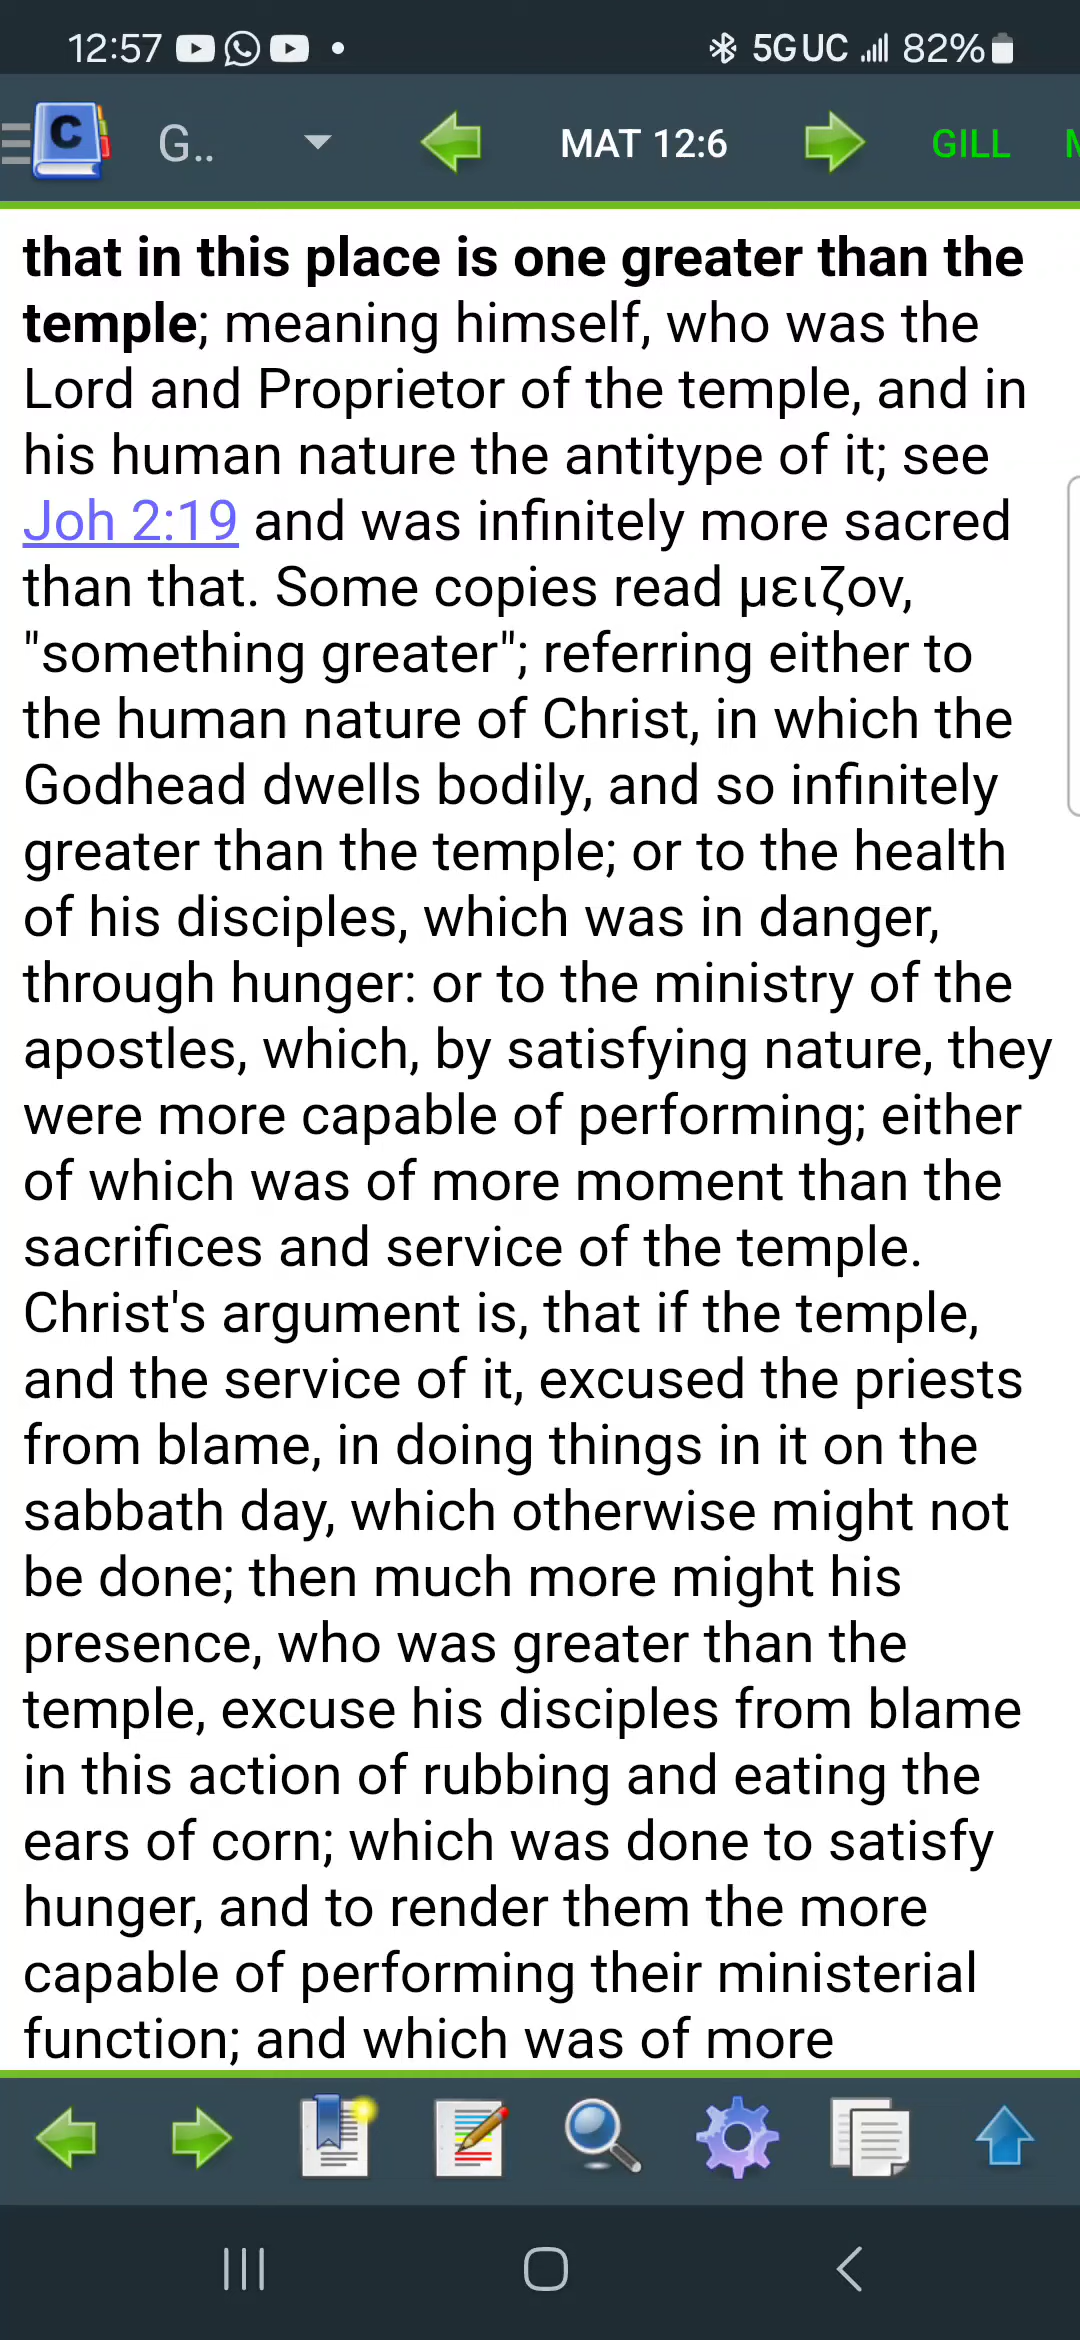 12:57
5G UC 82%
C G.. MAT 12:6 GILL
that in this place is one greater than the
temple; meaning himself, who was the
Lord and Proprietor of the temple, and in
his human nature the antitype of it; see
Joh 2:19 and was infinitely more sacred
than that. Some copies read μειζον,
"something greater"; referring either to
the human nature of Christ, in which the
Godhead dwells bodily, and so infinitely
greater than the temple; or to the health
of his disciples, which was in danger,
through hunger: or to the ministry of the
apostles, which, by satisfying nature, they
were more capable of performing; either
of which was of more moment than the
sacrifices and service of the temple.
Christ's argument is, that if the temple,
and the service of it, excused the priests
from blame, in doing things in it on the
sabbath day, which otherwise might not
be done; then much more might his
presence, who was greater than the
temple, excuse his disciples from blame
in this action of rubbing and eating the
ears of corn; which was done to satisfy
hunger, and to render them the more
capable of performing their ministerial
function; and which was of more